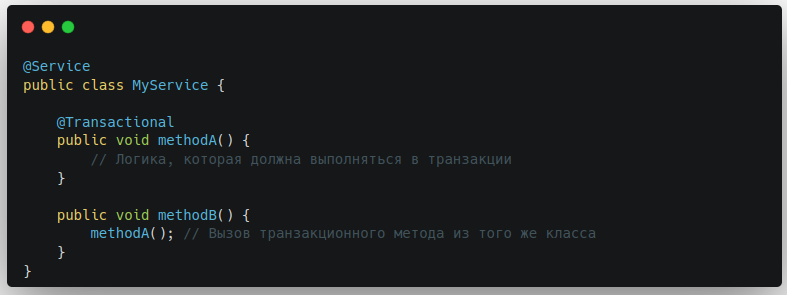 @Service
public class MyService {
@Transactional
public void methodA() {
// Логика, которая должна выполняться в транзакции
}
public void methodB() {
methodA(); // Вызов транзакционного метода из того же класса
}
}